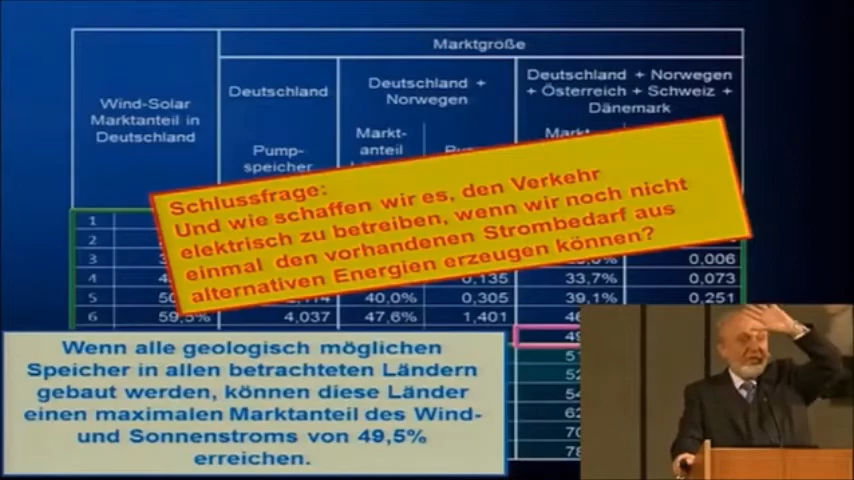 Marktgröße
Wind-Solar
Marktanteil in
Deutschland
Deutschland
Deutschland +
Norwegen
Deutschland + Norwegen
+ Österreich + Schweiz +
Dänemark
Pump-
speicher
Markt-
anteil
Markt-
Schlussfrage:
Und wie schaffen wir es, den Verkehr
elektrisch zu betreiben, wenn wir noch nicht
einmal den vorhandenen Strombedarf aus
alternativen Energien erzeugen können?
1
2
3 0,006
4 0,135 33,7% 0,073
5 40,0% 0,305 39,1% 0,251
6 59,5% 4,037 47,6% 1,401
Wenn alle geologisch möglichen
Speicher in allen betrachteten Ländern
gebaut werden, können diese Länder
einen maximalen Marktanteil des Wind-
und Sonnenstroms von 49,5%
erreichen.